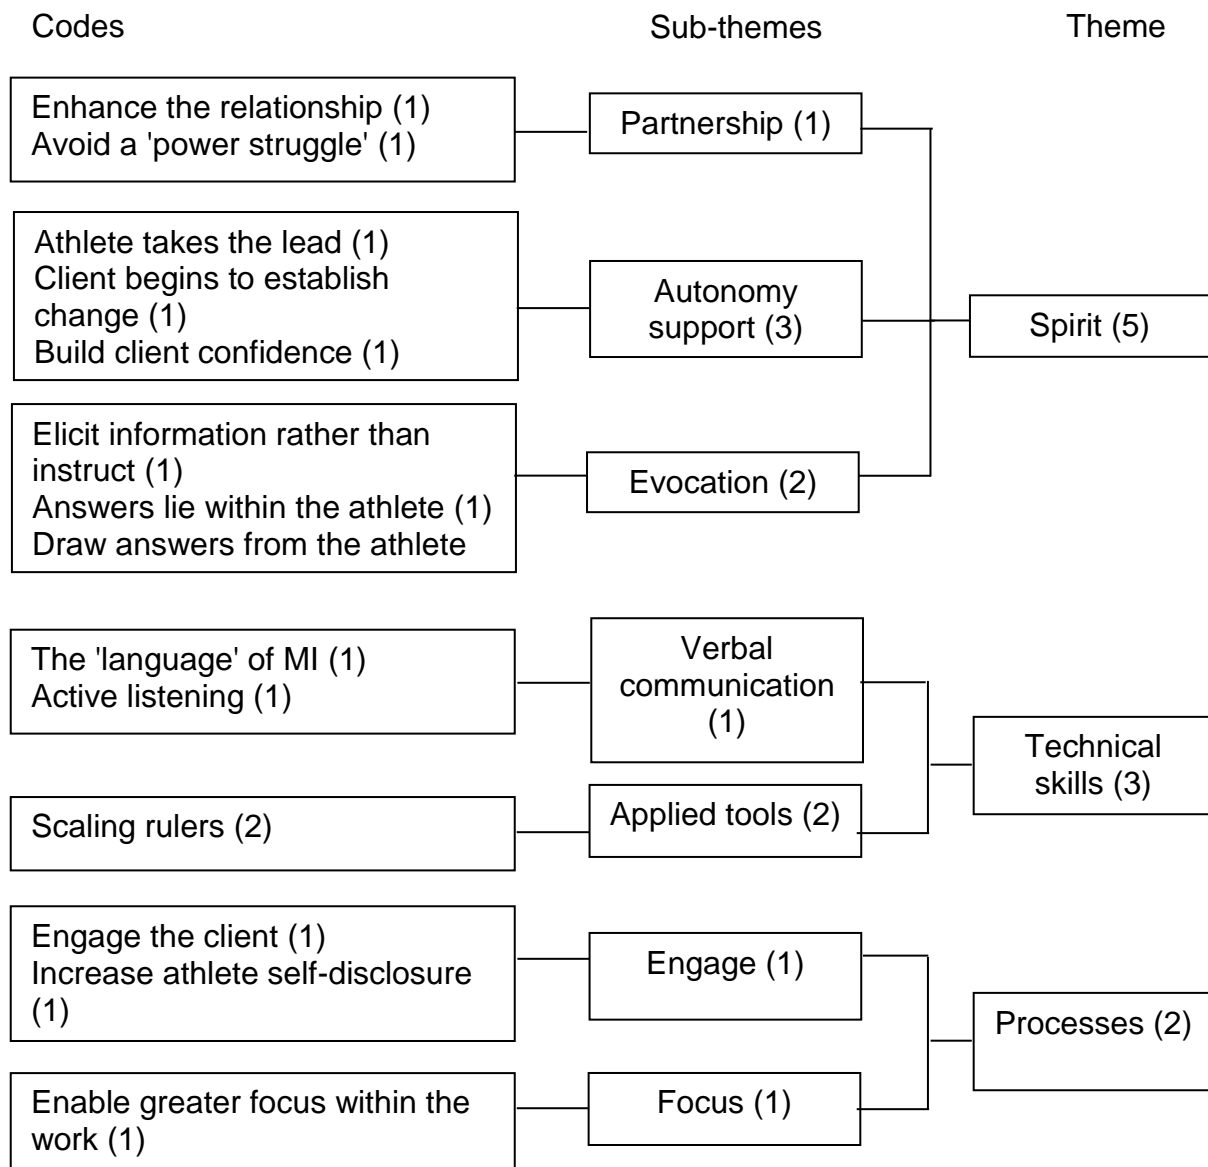 Codes
Sub-themes
Theme
Enhance the relationship (1)
Avoid a 'power struggle' (1)
Partnership (1)
Athlete takes the lead (1)
Client begins to establish
change (1)
Build client confidence (1)
Autonomy
support (3)
Spirit (5)
Elicit information rather than
instruct (1)
Answers lie within the athlete (1)
Draw answers from the athlete
Evocation (2)
The 'language' of MI (1)
Active listening (1)
Verbal
communication
(1)
Technical
skills (3)
Scaling rulers (2)
Applied tools (2)
Engage the client (1)
Increase athlete self-disclosure
(1)
Engage (1)
Processes (2)
Enable greater focus within the
work (1)
Focus (1)